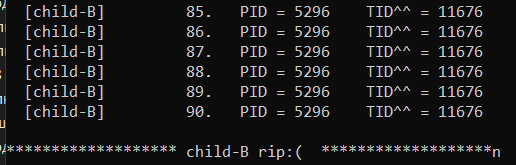 [child-B] 85. PID = 5296 TID^^ = 11676
[child-B] 86. PID = 5296 TID^^ = 11676
[child-B] 87. PID = 5296 TID^^ = 11676
[child-B] 88. PID = 5296 TID^^ = 11676
[child-B] 89. PID = 5296 TID^^ = 11676
[child-B] 90. PID = 5296 TID^^ = 11676
******************* child-B rip:( *******************n